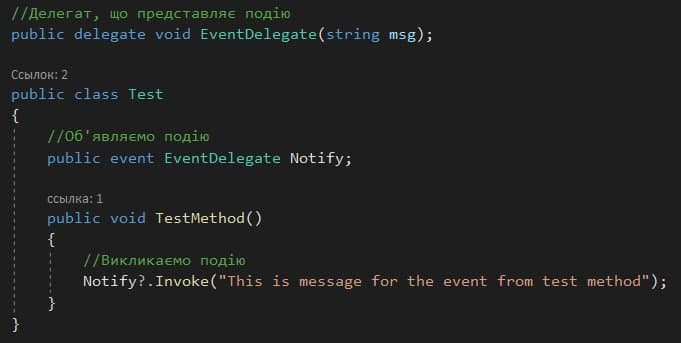 //Делегат, що представляє подію
public delegate void EventDelegate(string msg);
Ссылок: 2
public class Test
{
//Об'являємо подію
public event EventDelegate Notify;
ссылка: 1
public void TestMethod()
{
//Викликаємо подію
Notify?.Invoke("This is message for the event from test method");
}
}